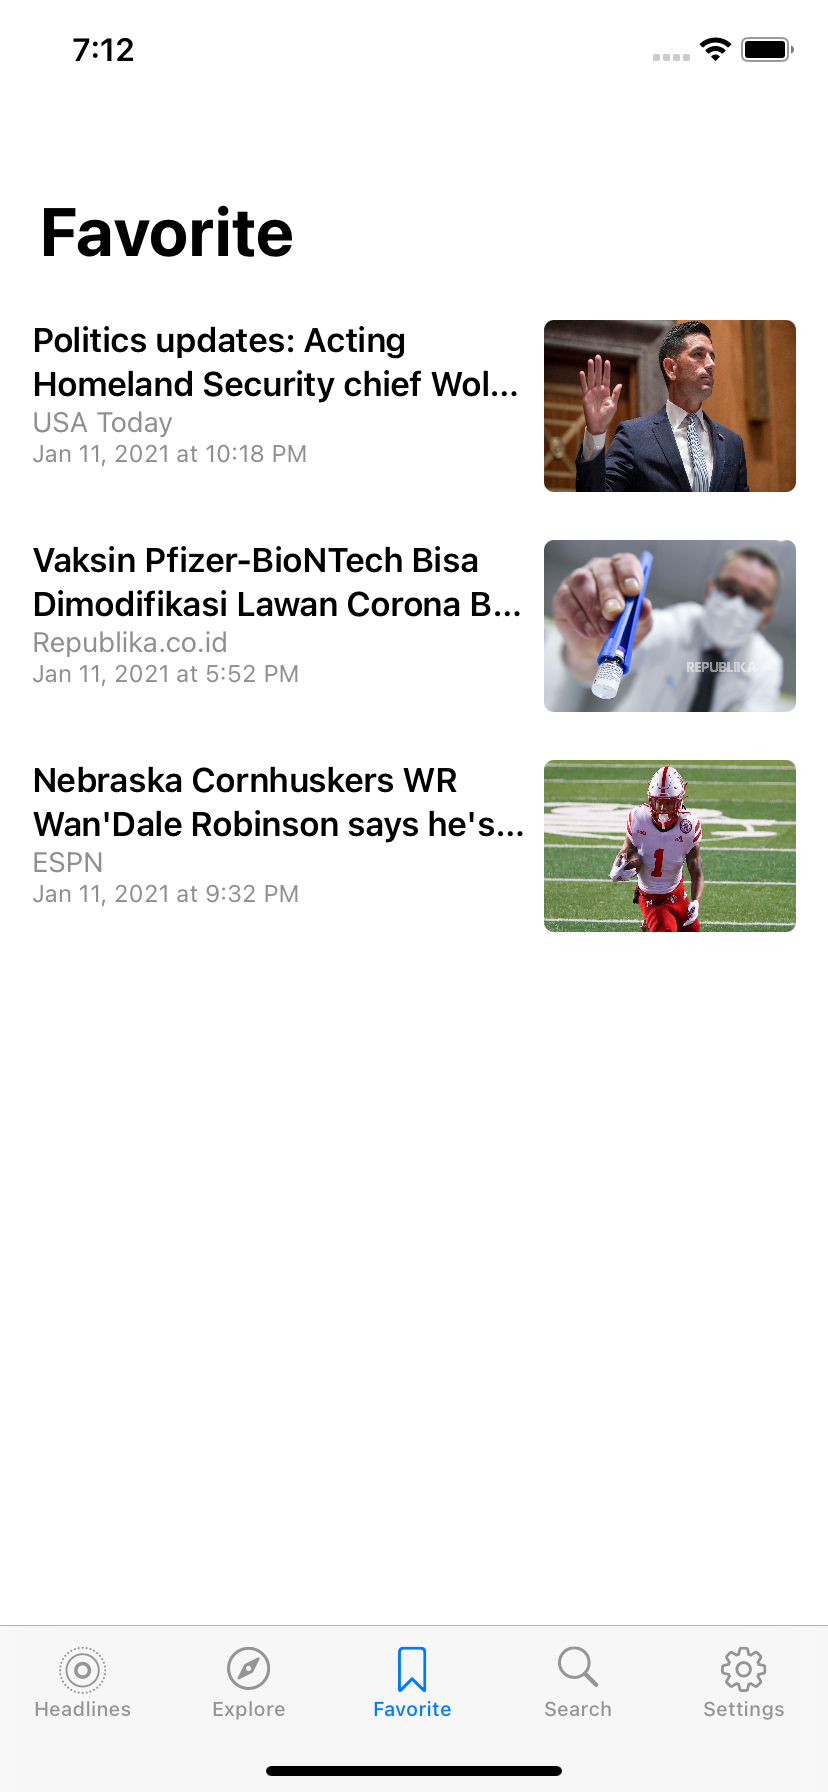 7:12
Favorite
Politics updates: Acting
Homeland Security chief Wol...
USA Today
Jan 11, 2021 at 10:18 PM
Vaksin Pfizer-BioNTech Bisa
Dimodifikasi Lawan Corona B...
Republika.co.id
Jan 11, 2021 at 5:52 PM
REPUBLIKA
Nebraska Cornhuskers WR
Wan'Dale Robinson says he's...
ESPN
Jan 11, 2021 at 9:32 PM
1
Headlines
Explore
Favorite
Search
Settings